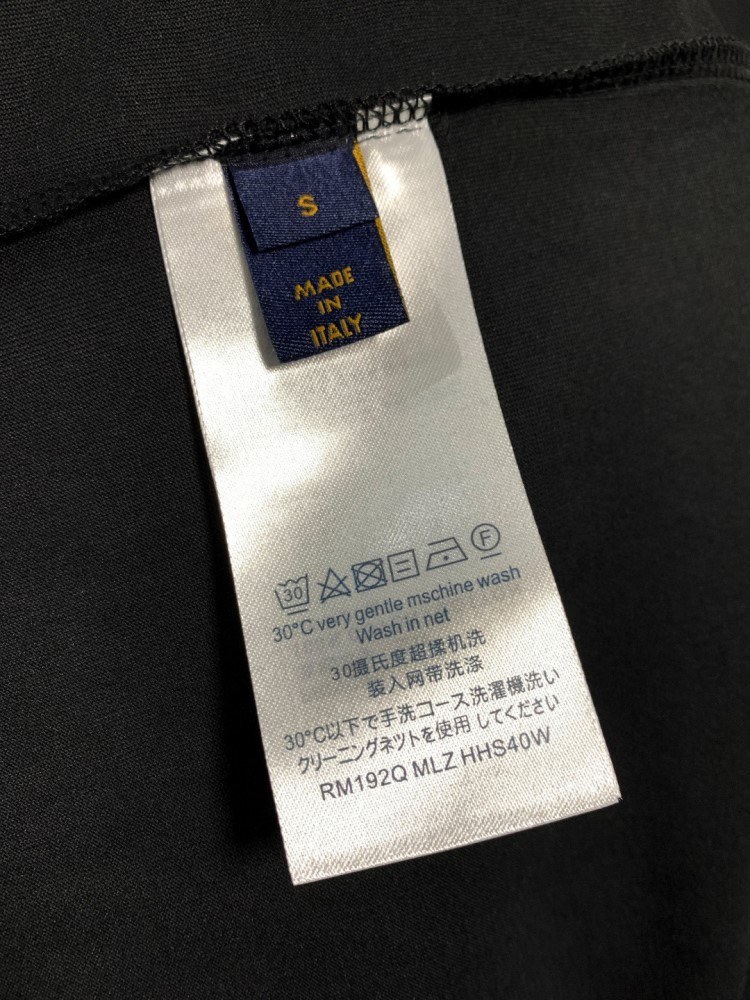 S
MADE
IN
ITALY
30
F
30°C very gentle mschine wash
Wash in net
30摄氏度超揉机洗
装入网带洗涤
30°C以下で手洗コース洗濯機洗い
クリーニングネットを使用 してください
RM192Q MLZ HHS40W